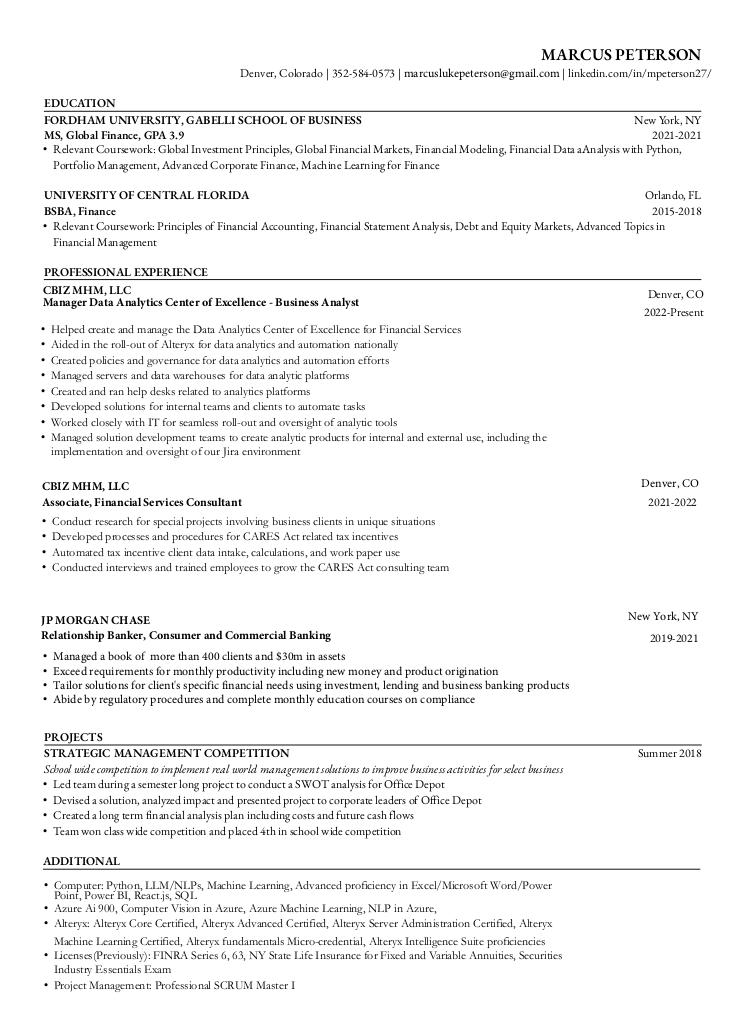 MARCUS PETERSON
Denver, Colorado | 352-584-0573 | marcuslukepeterson@gmail.com | linkedin.com/in/mpeterson27/
EDUCATION
FORDHAM UNIVERSITY, GABELLI SCHOOL OF BUSINESS New York, NY
MS, Global Finance, GPA 3.9 2021-2021
• Relevant Coursework: Global Investment Principles, Global Financial Markets, Financial Modeling, Financial Data aAnalysis with Python,
Portfolio Management, Advanced Corporate Finance, Machine Learning for Finance
UNIVERSITY OF CENTRAL FLORIDA Orlando, FL
BSBA, Finance 2015-2018
• Relevant Coursework: Principles of Financial Accounting, Financial Statement Analysis, Debt and Equity Markets, Advanced Topics in
Financial Management
PROFESSIONAL EXPERIENCE
CBIZ MHM, LLC Denver, CO
Manager Data Analytics Center of Excellence - Business Analyst
2022-Present
• Helped create and manage the Data Analytics Center of Excellence for Financial Services
• Aided in the roll-out of Alteryx for data analytics and automation nationally
• Created policies and governance for data analytics and automation efforts
• Managed servers and data warehouses for data analytic platforms
• Created and ran help desks related to analytics platforms
• Developed solutions for internal teams and clients to automate tasks
• Worked closely with IT for seamless roll-out and oversight of analytic tools
• Managed solution development teams to create analytic products for internal and external use, including the
implementation and oversight of our Jira environment
CBIZ MHM, LLC Denver, CO
Associate, Financial Services Consultant 2021-2022
• Conduct research for special projects involving business clients in unique situations
• Developed processes and procedures for CARES Act related tax incentives
• Automated tax incentive client data intake, calculations, and work paper use
• Conducted interviews and trained employees to grow the CARES Act consulting team
JP MORGAN CHASE New York, NY
Relationship Banker, Consumer and Commercial Banking 2019-2021
• Managed a book of more than 400 clients and $30m in assets
• Exceed requirements for monthly productivity including new money and product origination
• Tailor solutions for client's specific financial needs using investment, lending and business banking products
• Abide by regulatory procedures and complete monthly education courses on compliance
PROJECTS
STRATEGIC MANAGEMENT COMPETITION Summer 2018
School wide competition to implement real world management solutions to improve business activities for select business
• Led team during a semester long project to conduct a SWOT analysis for Office Depot
• Devised a solution, analyzed impact and presented project to corporate leaders of Office Depot
• Created a long term financial analysis plan including costs and future cash flows
• Team won class wide competition and placed 4th in school wide competition
ADDITIONAL
• Computer: Python, LLM/NLPs, Machine Learning, Advanced proficiency in Excel/Microsoft Word/Power
Point, Power BI, React.js, SQL
• Azure Ai 900, Computer Vision in Azure, Azure Machine Learning, NLP in Azure,
• Alteryx: Alteryx Core Certified, Alteryx Advanced Certified, Alteryx Server Administration Certified, Alteryx
Machine Learning Certified, Alteryx fundamentals Micro-credential, Alteryx Intelligence Suite proficiencies
• Licenses(Previously): FINRA Series 6, 63, NY State Life Insurance for Fixed and Variable Annuities, Securities
Industry Essentials Exam
• Project Management: Professional SCRUM Master I